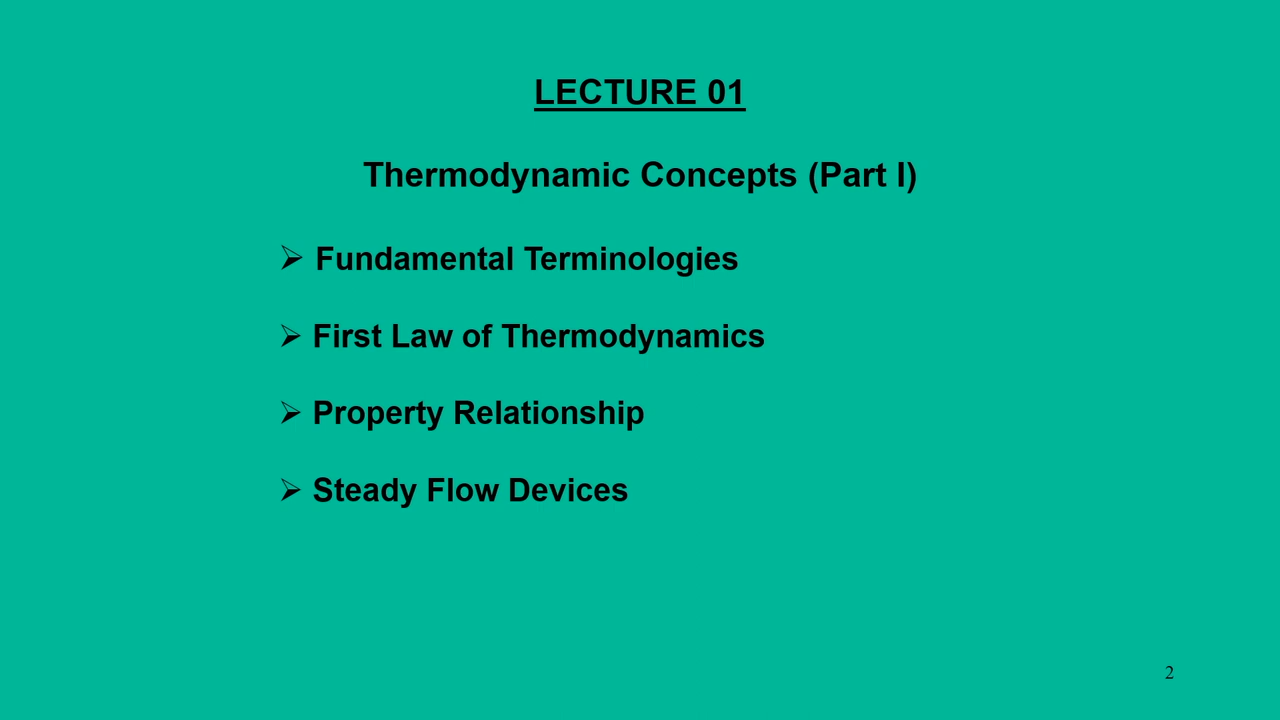 LECTURE 01
Thermodynamic Concepts (Part I)
➢ Fundamental Terminologies
➢ First Law of Thermodynamics
➢ Property Relationship
➢ Steady Flow Devices
2